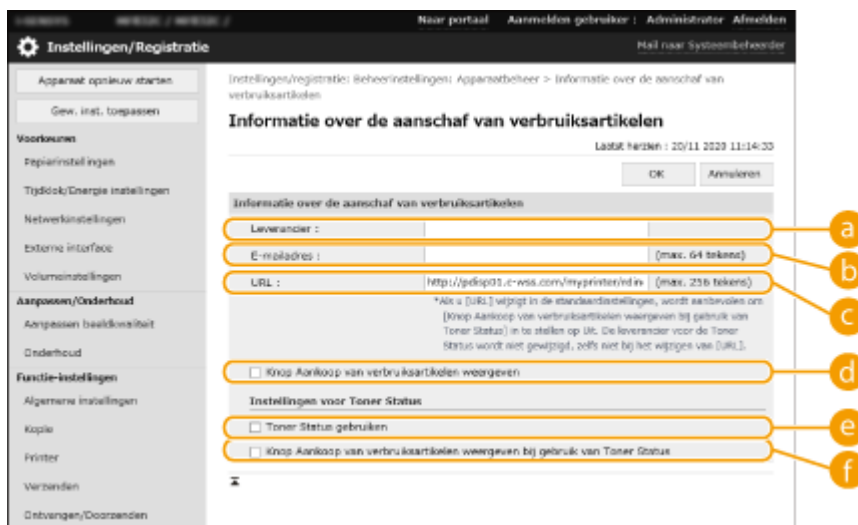 Naar portaal Aanmelden gebruiker : Administrator Afmelden
Instellingen/Registratie
Mail naar Systeembeheerder
Apparaat opnieuw starten
Gew. inst. toepassen
Voorkeuren
Papierinstellingen
Tijdklok/Energie instellingen
Netwerkinstellingen
Externe interface
Volumeinstellingen
Aanpassen/Onderhoud
Aanpassen beeldkwaliteit
Onderhoud
Functie-instellingen
Algemene instellingen
Kopie
Printer
Verzenden
Ontvangen/Doorzenden
Instellingen/registratie: Beheerinstellingen: Apparaatbeheer > Informatie over de aanschaf van
verbruiksartikelen
Informatie over de aanschaf van verbruiksartikelen
Laatst herzien : 20/11 2020 11:14:33
OK Annuleren
Informatie over de aanschaf van verbruiksartikelen
Leverancier :
a
E-mailadres : (max. 64 tekens)
b
URL : http://pdisp01.c-wss.com/myprinter/rdin (max. 256 tekens)
c
*Als u [URL] wijzigt in de standaardinstellingen, wordt aanbevolen om
[Knop Aankoop van verbruiksartikelen weergeven bij gebruik van
Toner Status] in te stellen op Uit. De leverancier voor de Toner
Status wordt niet gewijzigd, zelfs niet bij het wijzigen van [URL].
Knop Aankoop van verbruiksartikelen weergeven
d
Instellingen voor Toner Status
Toner Status gebruiken
e
Knop Aankoop van verbruiksartikelen weergeven bij gebruik van Toner Status
f